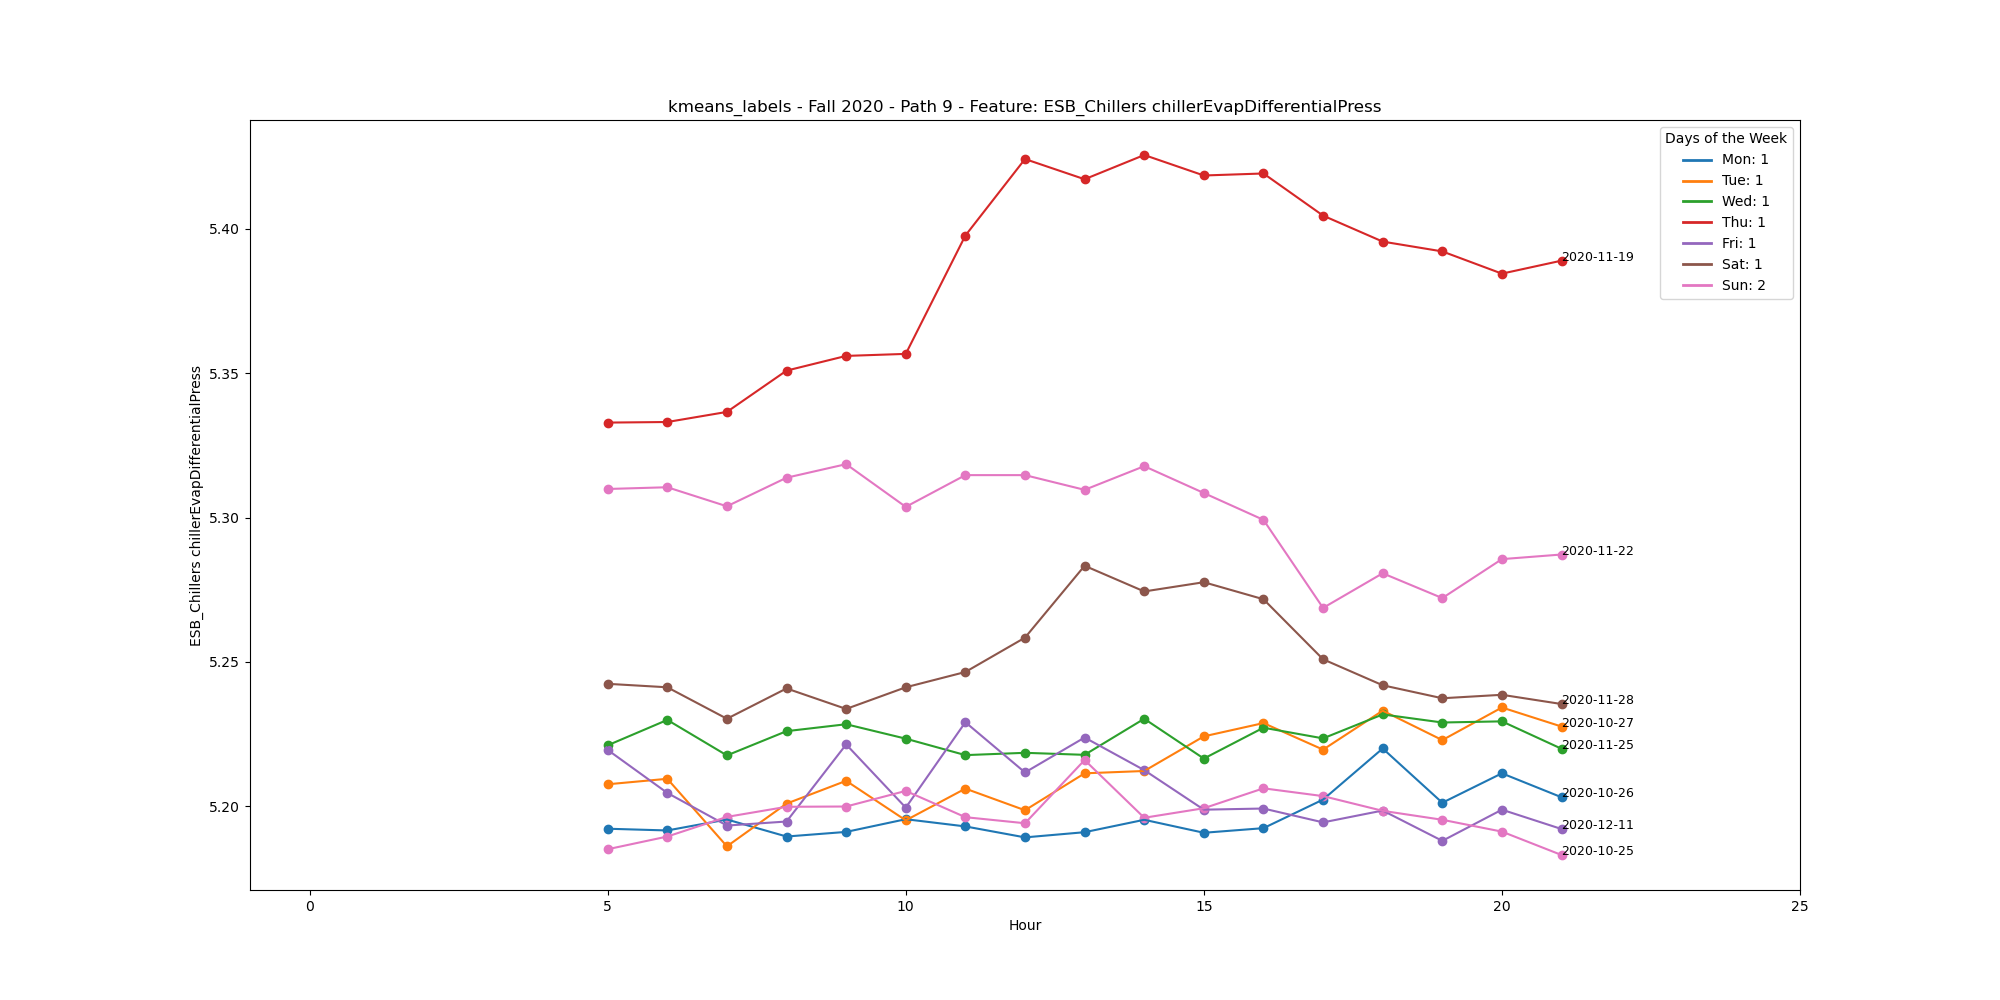 kmeans_labels - Fall 2020 - Path 9 - Feature: ESB_Chillers chillerEvapDifferentialPress
Days of the Week
Mon: 1
Tue: 1
Wed: 1
Thu: 1
Fri: 1
Sat: 1
Sun: 2
5.40
5.35
5.30
5.25
5.20
ESB_Chillers chillerEvapDifferentialPress
2020-11-19
2020-11-22
2020-11-28
2020-10-27
2020-11-25
2020-10-26
2020-12-11
2020-10-25
0 5 10 15 20 25
Hour